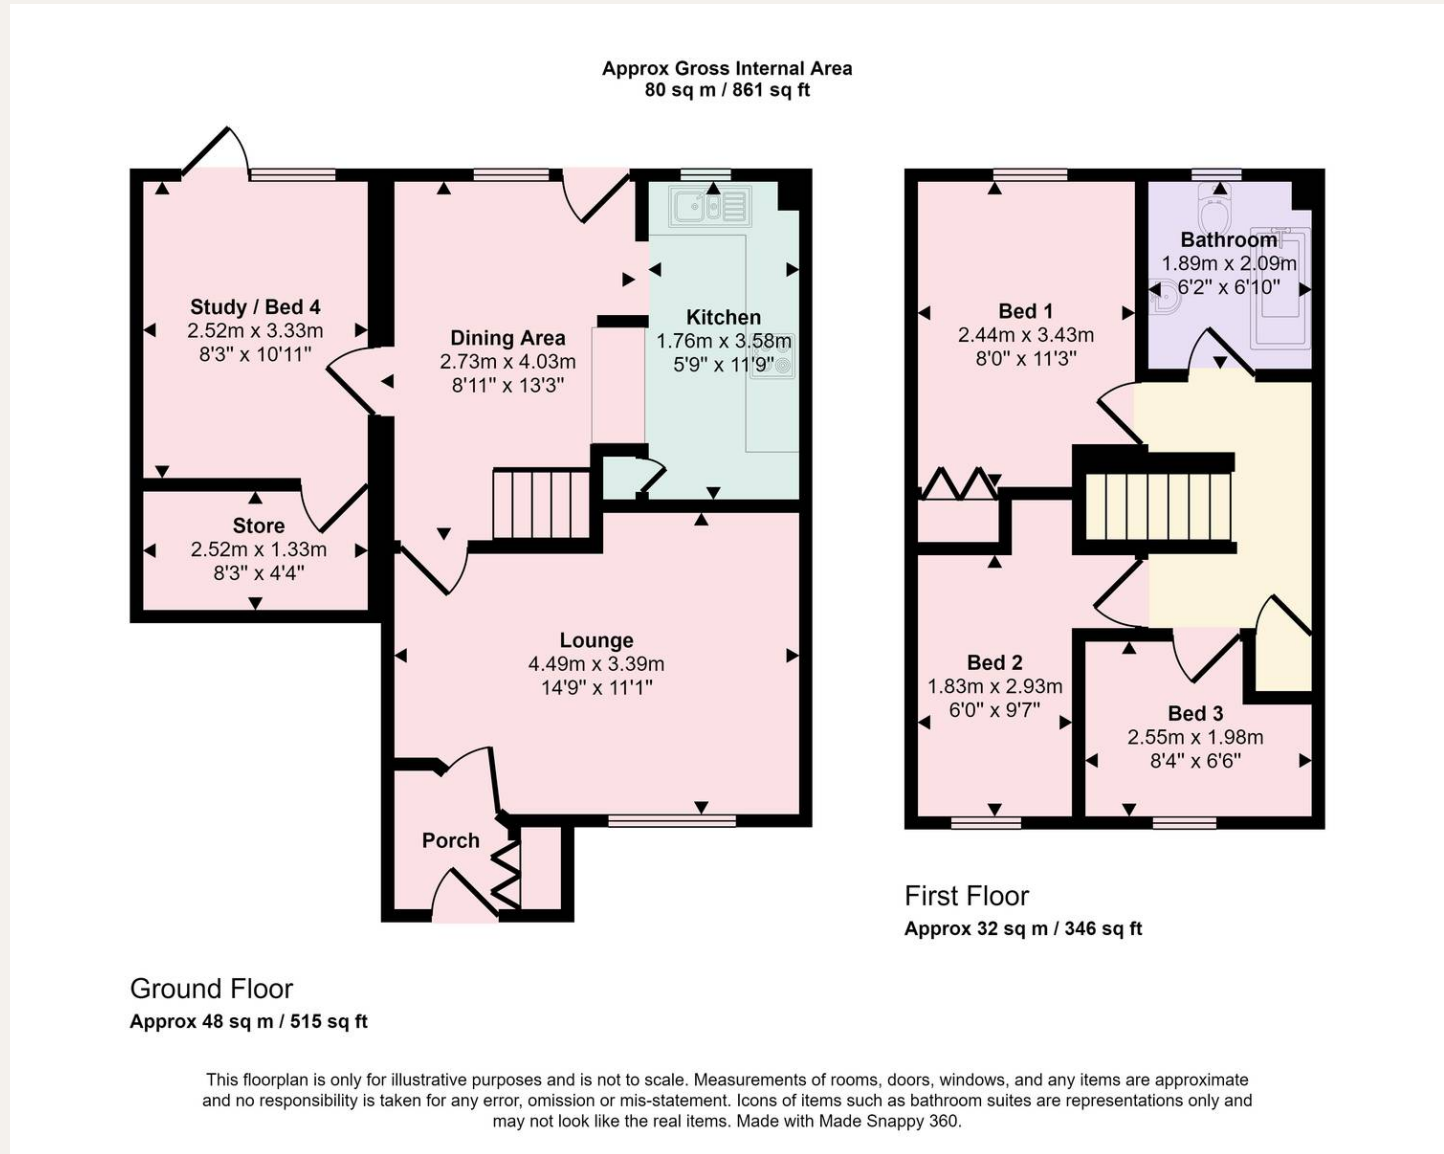 Approx Gross Internal Area
80 sq m / 861 sq ft
Study / Bed 4
2.52m x 3.33m
8'3" x 10'11"
Dining Area
2.73m x 4.03m
8'11" x 13'3"
Kitchen
1.76m x 3.58m
5'9" x 11'9"
Store
2.52m x 1.33m
8'3" x 4'4"
Lounge
4.49m x 3.39m
14'9" x 11'1"
Porch
Ground Floor
Approx 48 sq m / 515 sq ft
Bed 1
2.44m x 3.43m
8'0" x 11'3"
Bathroom
1.89m x 2.09m
6'2" x 6'10"
Bed 2
1.83m x 2.93m
6'0" x 9'7"
Bed 3
2.55m x 1.98m
8'4" x 6'6"
First Floor
Approx 32 sq m / 346 sq ft
This floorplan is only for illustrative purposes and is not to scale. Measurements of rooms, doors, windows, and any items are approximate
and no responsibility is taken for any error, omission or mis-statement. Icons of items such as bathroom suites are representations only and
may not look like the real items. Made with Made Snappy 360.